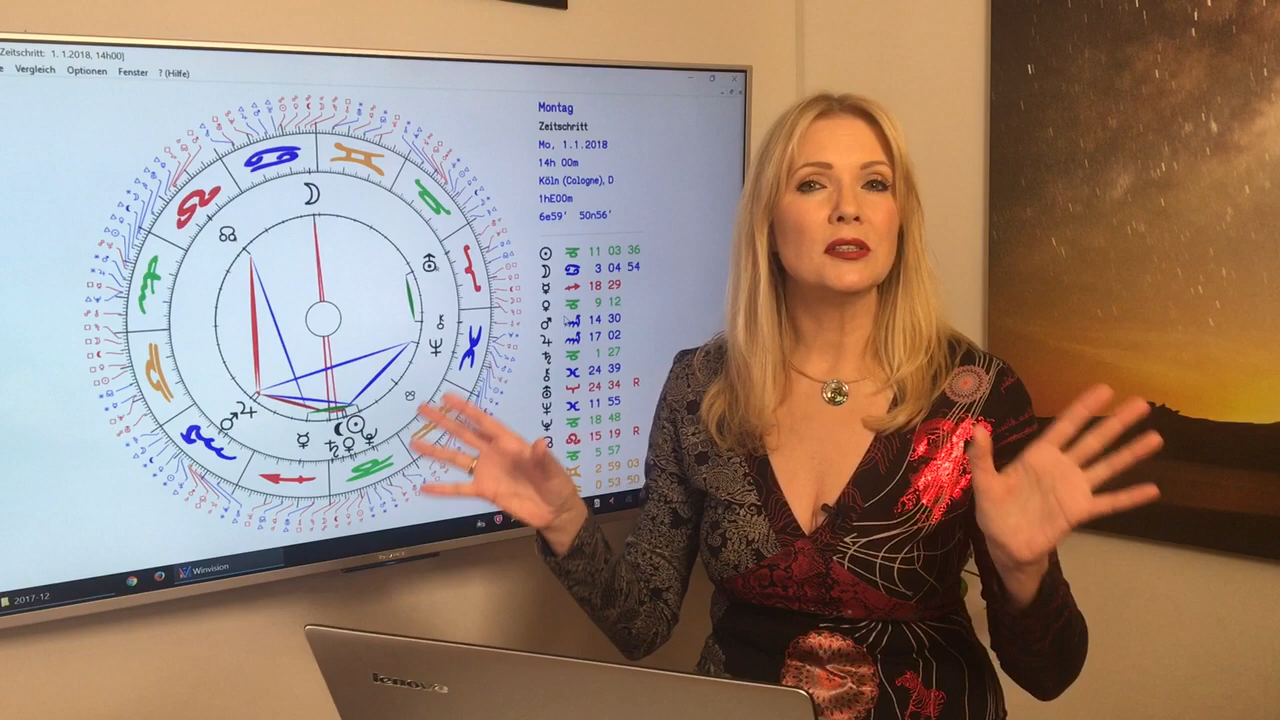 Zeitschritt: 1. 1.2018, 14h00]
Vergleich Optionen Fenster ? (Hilfe)
Montag
Zeitschritt
Mo, 1.1.2018
14h 00m
Köln (Cologne), D
1hE00m
6e59' 50n56'
11 03 36
3 04 54
18 29
9 12
14 30
17 02
1 27
24 39
24 34 R
11 55
18 48
15 19 R
5 57
2 59 03
0 53 50
Winvision
2017-12
lenovo